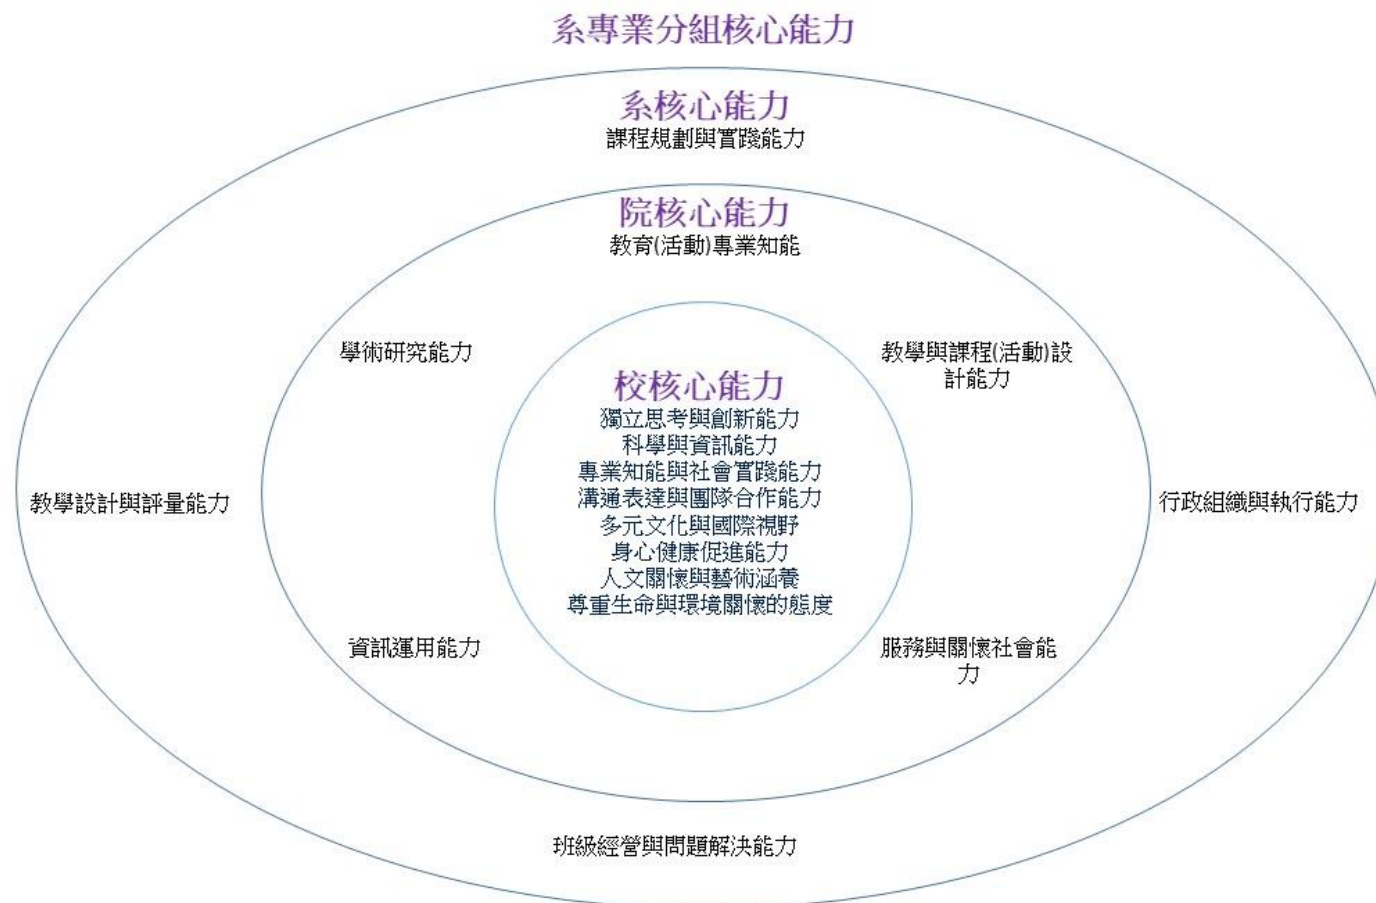 系專業分組核心能力
系核心能力
課程規劃與實踐能力
院核心能力
教育(活動)專業知能
學術研究能力
教學與課程(活動)設
計能力
校核心能力
獨立思考與創新能力
科學與資訊能力
專業知能與社會實踐能力
溝通表達與團隊合作能力
多元文化與國際視野
身心健康促進能力
人文關懷與藝術涵養
尊重生命與環境關懷的態度
教學設計與評量能力
行政組織與執行能力
資訊運用能力
服務與關懷社會能
力
班級經營與問題解決能力